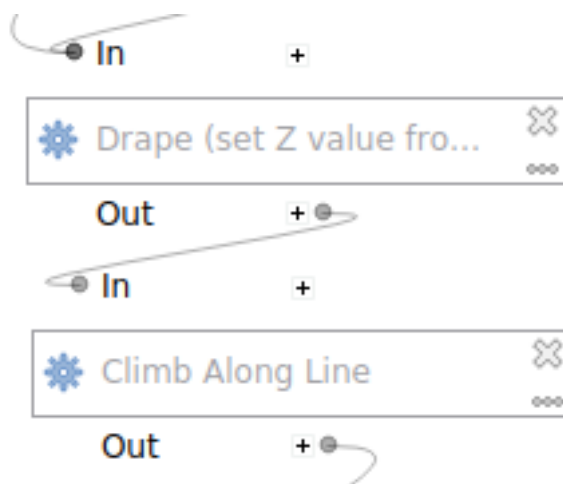 In
Drape (set Z value fro...
Out
In
Climb Along Line
Out